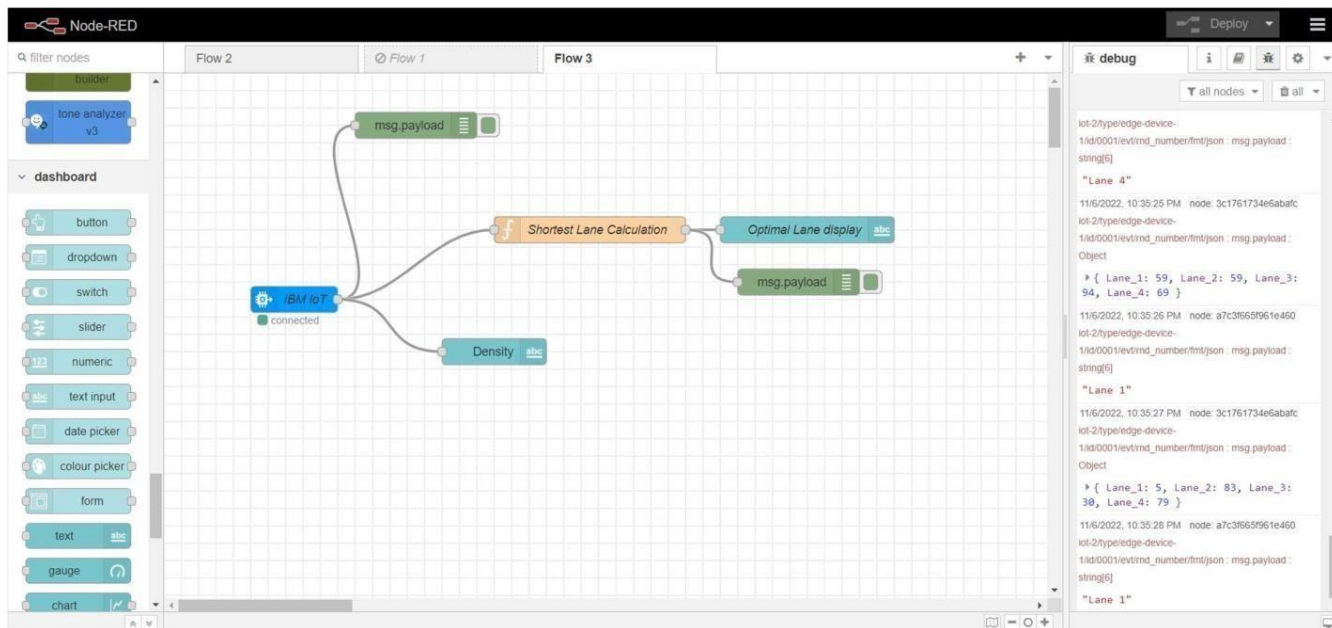 Node-RED
Deploy
filter nodes
Flow 2
Flow 1
Flow 3
debug
i
all nodes
all
builder
tone analyzer
v3
dashboard
button
dropdown
switch
slider
123 numeric
abc text input
date picker
colour picker
form
text abc
gauge
chart
msg.payload
f Shortest Lane Calculation
Optimal Lane display abc
msg.payload
IBM IoT
connected
Density abc
iot-2/type/edge-device-
1/id/0001/evt/rnd_number/fmt/json : msg.payload :
string[6]
"Lane 4"
11/6/2022, 10:35:25 PM node: 3c1761734e6abafc
iot-2/type/edge-device-
1/id/0001/evt/rnd_number/fmt/json : msg.payload :
Object
{ Lane_1: 59, Lane_2: 59, Lane_3:
94, Lane_4: 69 }
11/6/2022, 10:35:26 PM node: a7c3f665f961e460
iot-2/type/edge-device-
1/id/0001/evt/rnd_number/fmt/json : msg.payload :
string[6]
"Lane 1"
11/6/2022, 10:35:27 PM node: 3c1761734e6abafc
iot-2/type/edge-device-
1/id/0001/evt/rnd_number/fmt/json : msg.payload :
Object
{ Lane_1: 5, Lane_2: 83, Lane_3:
30, Lane_4: 79 }
11/6/2022, 10:35:28 PM node: a7c3f665f961e460
iot-2/type/edge-device-
1/id/0001/evt/rnd_number/fmt/json : msg.payload :
string[6]
"Lane 1"